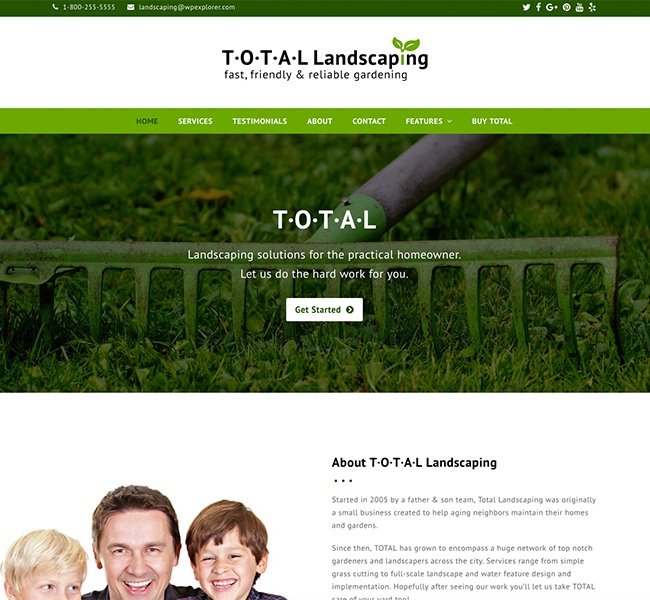 1-800-255-5555 landscaping@wpexplorer.com
T·O·T·A·L Landscaping
fast, friendly & reliable gardening
HOME SERVICES TESTIMONIALS ABOUT CONTACT FEATURES BUY TOTAL
T·O·T·A·L
Landscaping solutions for the practical homeowner.
Let us do the hard work for you.
Get Started
About T·O·T·A·L Landscaping
Started in 2005 by a father & son team, Total Landscaping was originally
a small business created to help aging neighbors maintain their homes
and gardens.
Since then, TOTAL has grown to encompass a huge network of top notch
gardeners and landscapers across the city. Services range from simple
grass cutting to full-scale landscape and water feature design and
implementation. Hopefully after seeing our work you'll let us take TOTAL
care of your yard too!